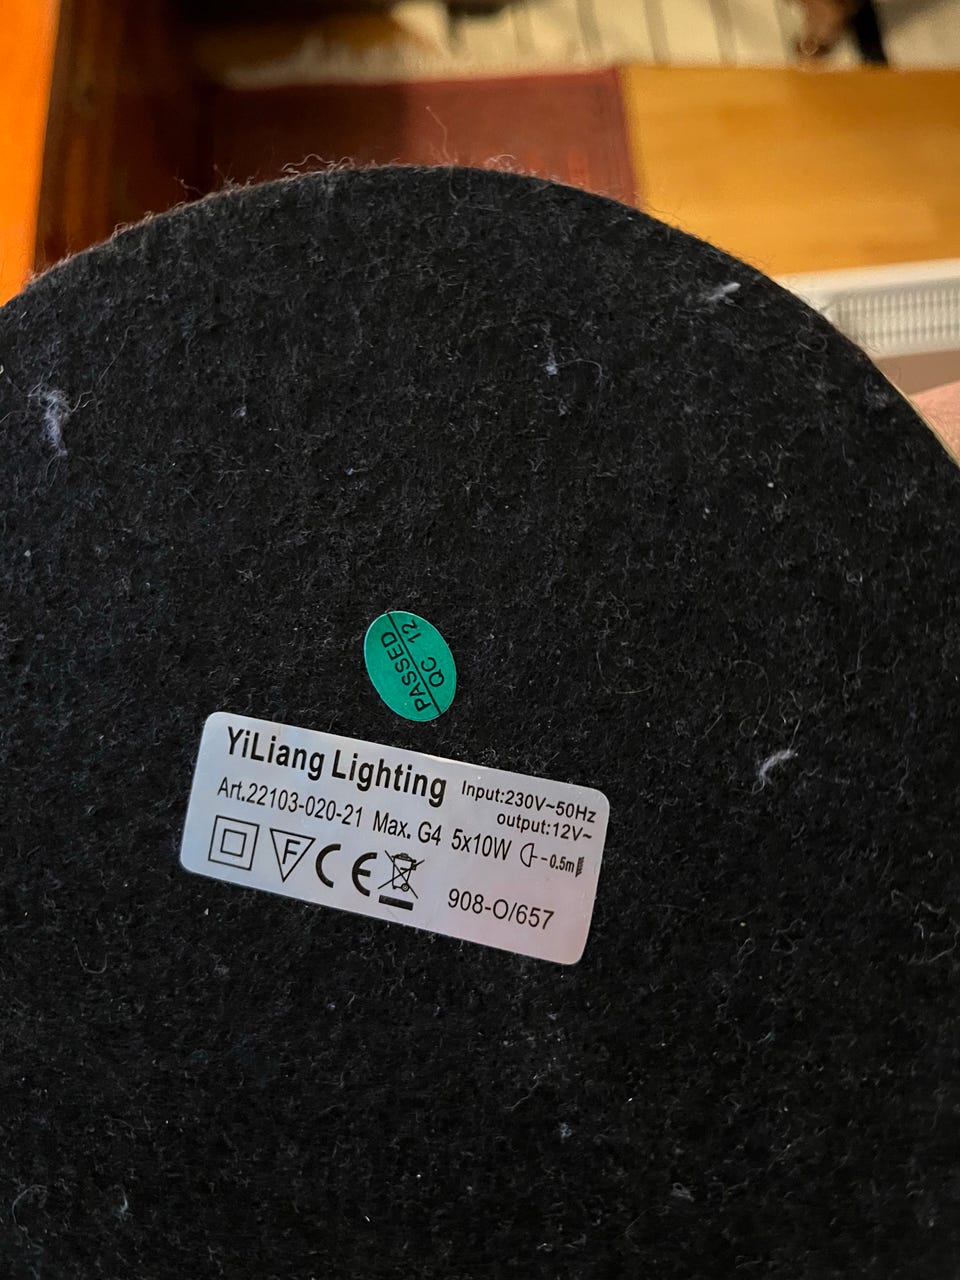 PASSED
QC 12
YiLiang Lighting
Input:230V~50Hz
output:12V~
Art.22103-020-21 Max. G4 5x10W
0.5m
F CE
908-O/657